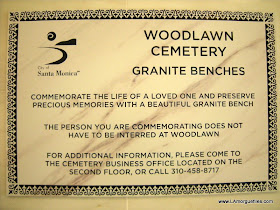 WOODLAWN
CEMETERY
GRANITE BENCHES
City of
Santa Monica™
COMMEMORATE THE LIFE OF A LOVED ONE AND PRESERVE
PRECIOUS MEMORIES WITH A BEAUTIFUL GRANITE BENCH
THE PERSON YOU ARE COMMEMORATING DOES NOT
HAVE TO BE INTERRED AT WOODLAWN
FOR ADDITIONAL INFORMATION, PLEASE COME TO
THE CEMETERY BUSINESS OFFICE LOCATED ON THE
SECOND FLOOR, OR CALL 310-458-8717
www.LAmorguefiles.com